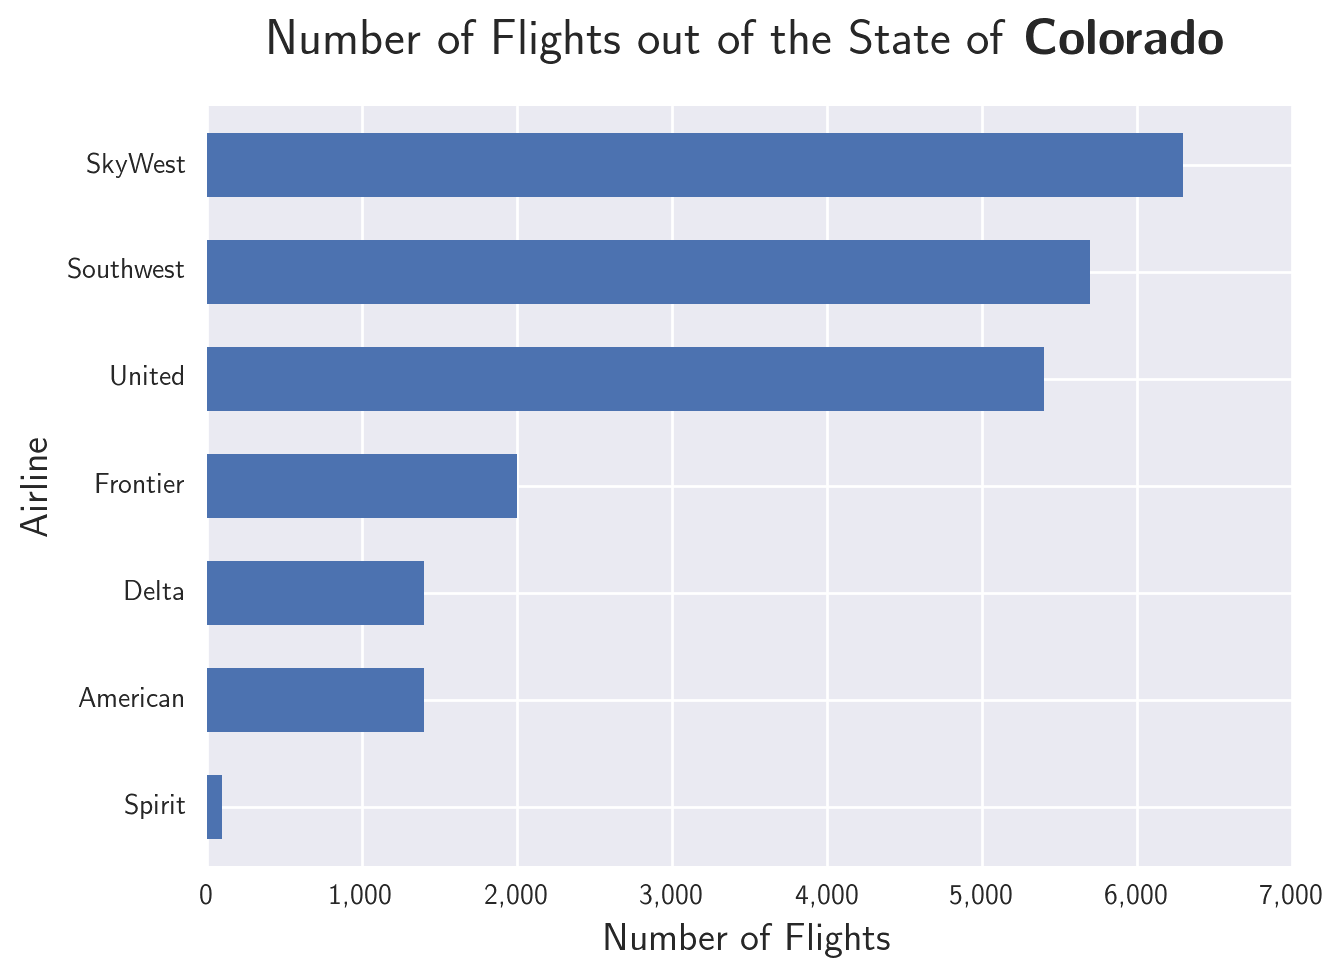 Number of Flights out of the State of Colorado
SkyWest
Southwest
United
Frontier
Delta
American
Spirit
Airline
0 1,000 2,000 3,000 4,000 5,000 6,000 7,000
Number of Flights